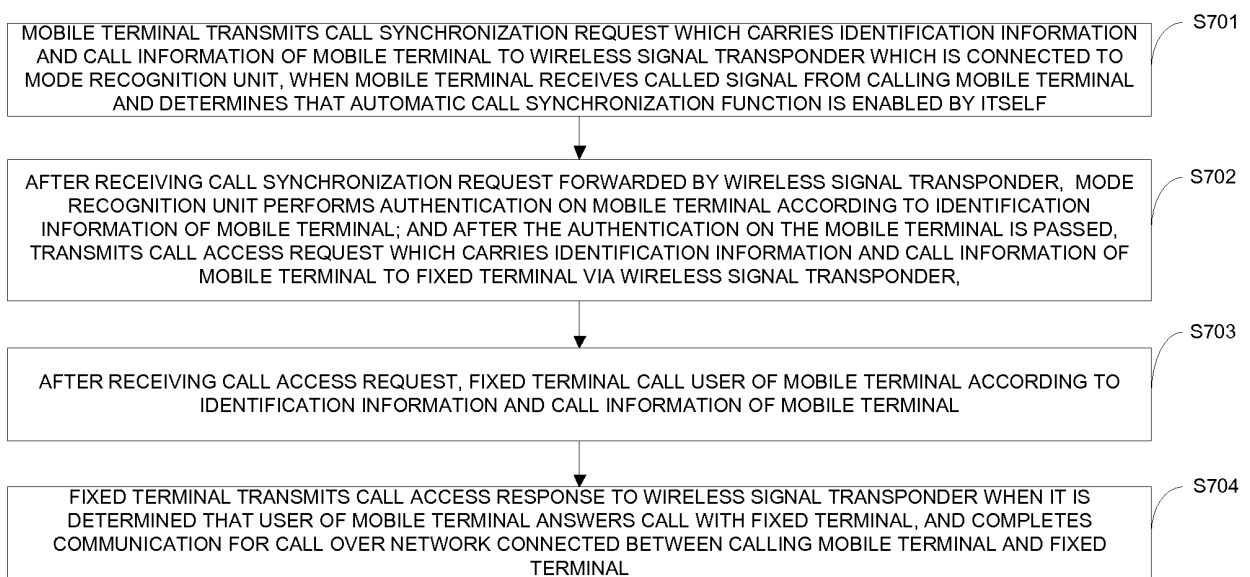 MOBILE TERMINAL TRANSMITS CALL SYNCHRONIZATION REQUEST WHICH CARRIES IDENTIFICATION INFORMATION
AND CALL INFORMATION OF MOBILE TERMINAL TO WIRELESS SIGNAL TRANSPONDER WHICH IS CONNECTED TO
MODE RECOGNITION UNIT, WHEN MOBILE TERMINAL RECEIVES CALLED SIGNAL FROM CALLING MOBILE TERMINAL
AND DETERMINES THAT AUTOMATIC CALL SYNCHRONIZATION FUNCTION IS ENABLED BY ITSELF
S701
AFTER RECEIVING CALL SYNCHRONIZATION REQUEST FORWARDED BY WIRELESS SIGNAL TRANSPONDER, MODE
RECOGNITION UNIT PERFORMS AUTHENTICATION ON MOBILE TERMINAL ACCORDING TO IDENTIFICATION
INFORMATION OF MOBILE TERMINAL; AND AFTER THE AUTHENTICATION ON THE MOBILE TERMINAL IS PASSED,
TRANSMITS CALL ACCESS REQUEST WHICH CARRIES IDENTIFICATION INFORMATION AND CALL INFORMATION OF
MOBILE TERMINAL TO FIXED TERMINAL VIA WIRELESS SIGNAL TRANSPONDER,
S702
AFTER RECEIVING CALL ACCESS REQUEST, FIXED TERMINAL CALL USER OF MOBILE TERMINAL ACCORDING TO
IDENTIFICATION INFORMATION AND CALL INFORMATION OF MOBILE TERMINAL
S703
FIXED TERMINAL TRANSMITS CALL ACCESS RESPONSE TO WIRELESS SIGNAL TRANSPONDER WHEN IT IS
DETERMINED THAT USER OF MOBILE TERMINAL ANSWERS CALL WITH FIXED TERMINAL, AND COMPLETES
COMMUNICATION FOR CALL OVER NETWORK CONNECTED BETWEEN CALLING MOBILE TERMINAL AND FIXED
TERMINAL
S704